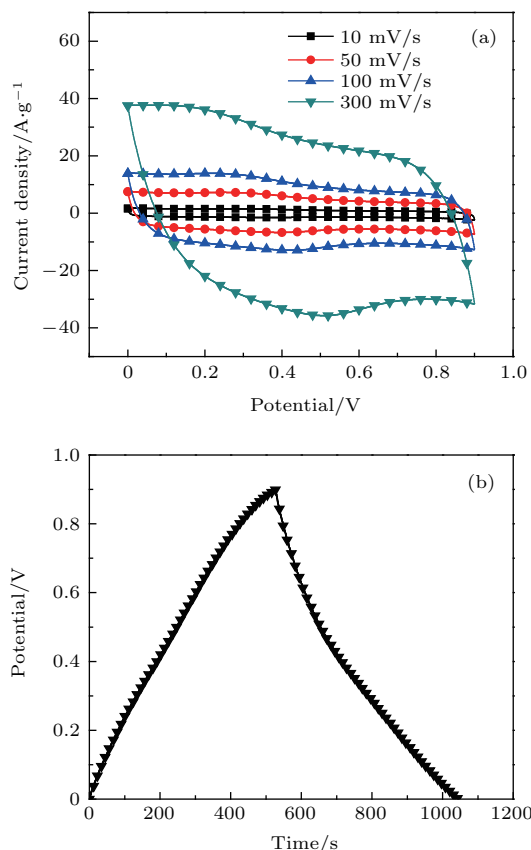 60
40
20
0
−20
−40
Current density/A·g⁻¹
10 mV/s
50 mV/s
100 mV/s
300 mV/s
(a)
0 0.2 0.4 0.6 0.8 1.0
Potential/V
1.0
0.8
0.6
0.4
0.2
0
Potential/V
(b)
0 200 400 600 800 1000 1200
Time/s